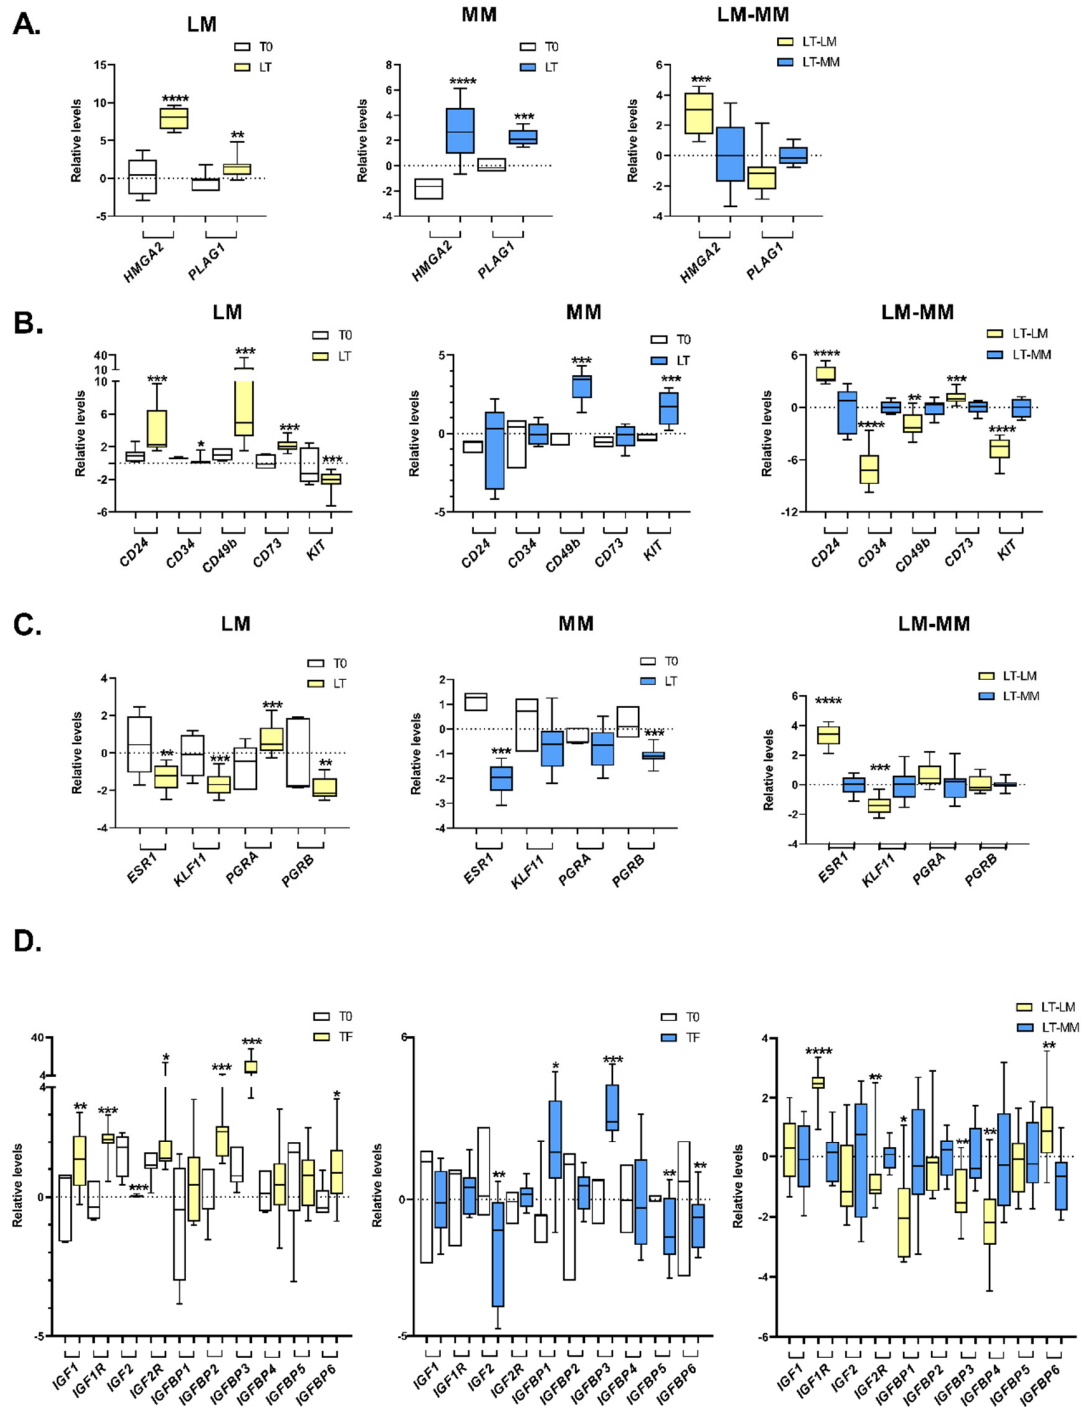 A.
LM
T0
LT
Relative levels
15
10
5
0
-5
****
**
HMGA2
PLAG1
MM
T0
LT
Relative levels
8
6
4
2
0
-2
-4
****
***
HMGA2
PLAG1
LM-MM
LT-LM
LT-MM
Relative levels
6
4
2
0
-2
-4
***
HMGA2
PLAG1
B.
LM
T0
LT
Relative levels
40
10
10
6
2
-2
-6
***
*
***
***
***
CD24
CD34
CD49b
CD73
KIT
MM
T0
LT
Relative levels
5
0
-5
***
***
CD24
CD34
CD49b
CD73
KIT
LM-MM
LT-LM
LT-MM
Relative levels
6
0
-6
-12
****
****
**
***
****
CD24
CD34
CD49b
CD73
KIT
C.
LM
T0
LT
Relative levels
4
2
0
-2
-4
**
***
***
**
ESR1
KLF11
PGRA
PGRB
MM
T0
LT
Relative levels
2
1
0
-1
-2
-3
-4
***
***
ESR1
KLF11
PGRA
PGRB
LM-MM
LT-LM
LT-MM
Relative levels
6
4
2
0
-2
-4
****
***
ESR1
KLF11
PGRA
PGRB
D.
T0
TF
Relative levels
40
4
4
2
0
-5
**
***
***
*
***
***
*
IGF1
IGF1R
IGF2
IGF2R
IGFBP1
IGFBP2
IGFBP3
IGFBP4
IGFBP5
IGFBP6
T0
TF
Relative levels
6
0
-5
**
*
***
**
**
IGF1
IGF1R
IGF2
IGF2R
IGFBP1
IGFBP2
IGFBP3
IGFBP4
IGFBP5
IGFBP6
LT-LM
LT-MM
Relative levels
4
2
0
-2
-4
-6
****
**
*
**
**
**
IGF1
IGF1R
IGF2
IGF2R
IGFBP1
IGFBP2
IGFBP3
IGFBP4
IGFBP5
IGFBP6